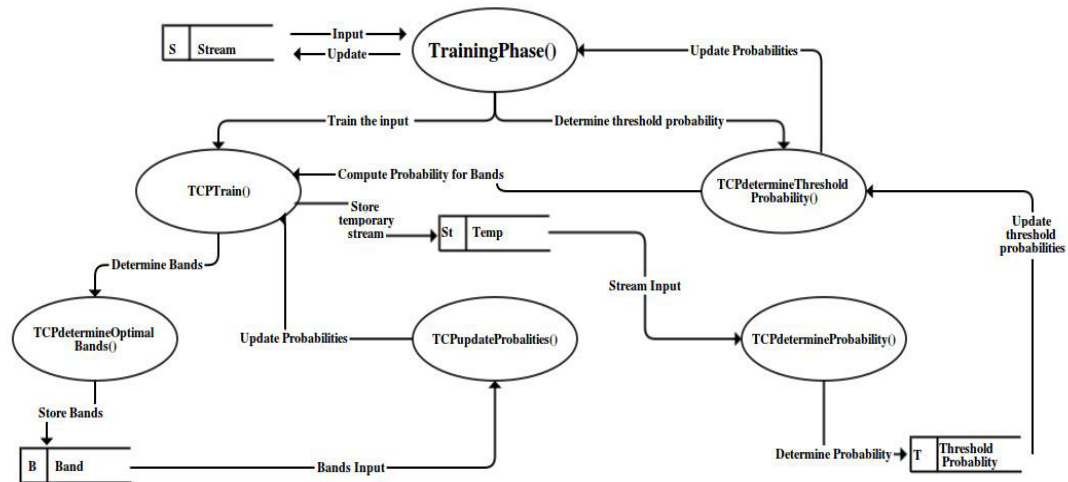 Input
S Stream
Update
TrainingPhase()
Update Probabilities
Train the input
Determine threshold probability
TCPTrain()
Compute Probability for Bands
TCPdetermineThreshold
Probability()
Store
temporary
stream
St Temp
Update
threshold
probabilities
Determine Bands
Stream Input
TCPdetermineOptimal
Bands()
Update Probabilities
TCPupdateProbalities()
TCPdetermineProbability()
Store Bands
B Band
Bands Input
Determine Probability
T Threshold
Probablity